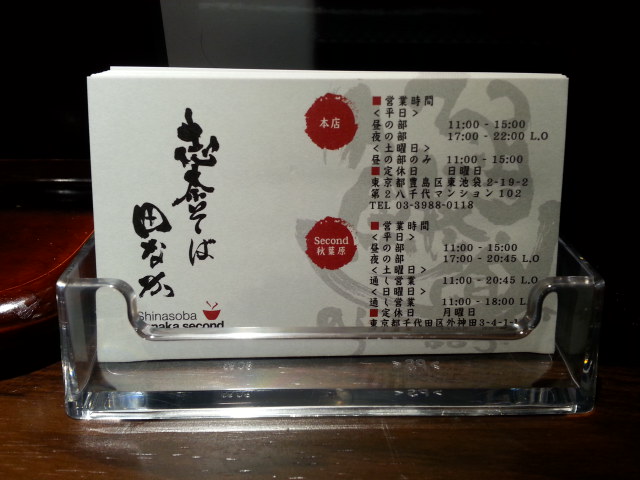 志奈そば
田なか
Shinasoba
naka second
本店
■営業時間
<平日>
昼の部 11:00 - 15:00
夜の部 17:00 - 22:00 L.O
<土曜日>
昼の部のみ 11:00 - 15:00
■定休日 日曜日
東京都豊島区東池袋2-19-2
第2八千代マンション102
TEL 03-3988-0118
Second
秋葉原
■営業時間
<平日>
昼の部 11:00 - 15:00
夜の部 17:00 - 20:45 L.O
<土曜日>
通し営業 11:00 - 20:45 L.O
<日曜日>
通し営業 11:00 - 18:00 L
■定休日 月曜日
東京都千代田区外神田3-4-1